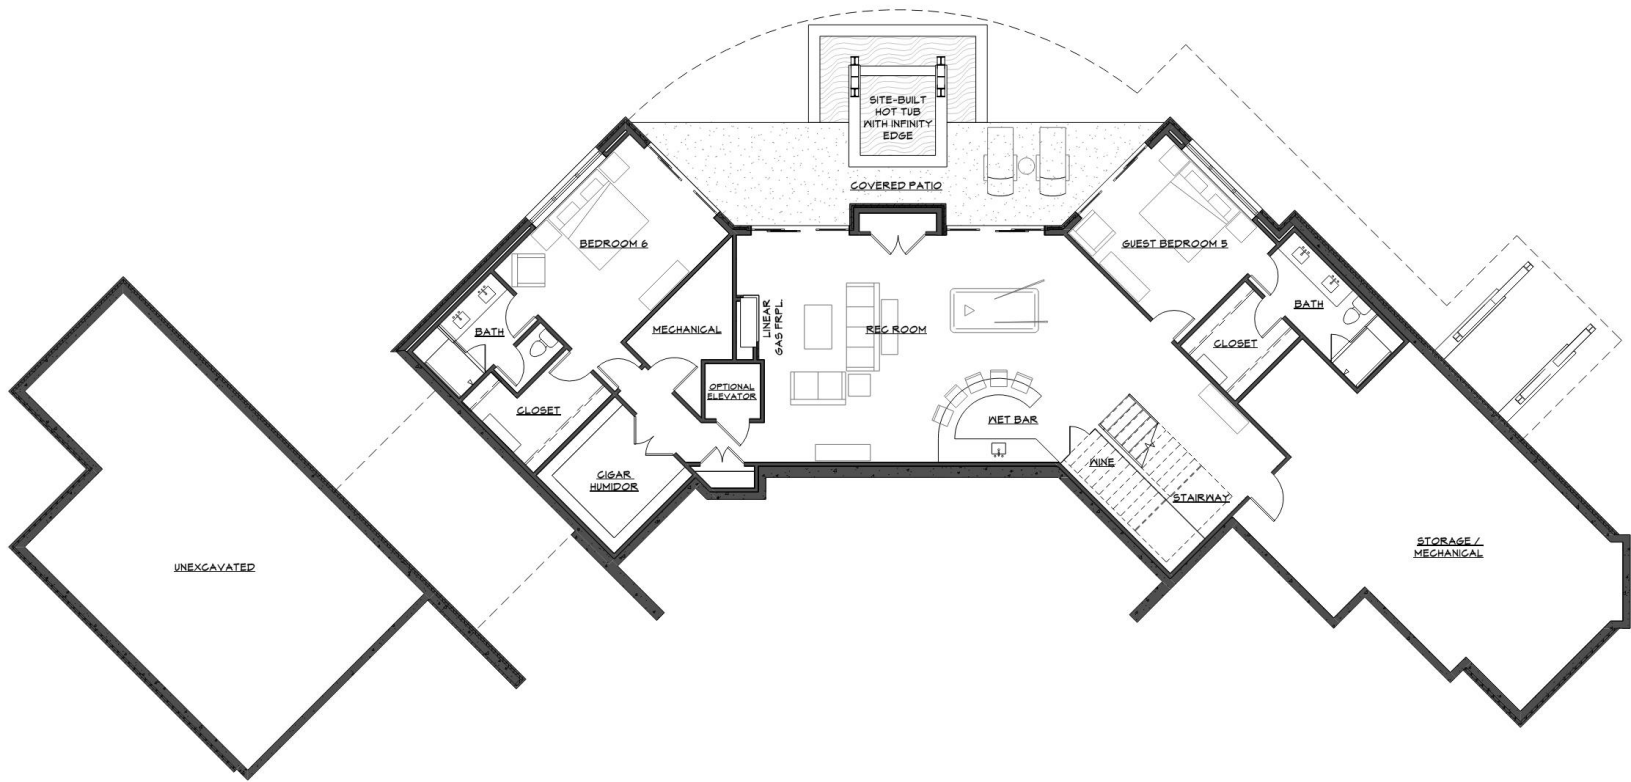 SITE-BUILT
HOT TUB
WITH INFINITY
EDGE
COVERED PATIO
BEDROOM 6
GUEST BEDROOM 5
BATH
MECHANICAL
LINEAR
GAS FRPL.
REC ROOM
BATH
CLOSET
OPTIONAL
ELEVATOR
CLOSET
WET BAR
WINE
CIGAR
HUMIDOR
STAIRWAY
STORAGE /
MECHANICAL
UNEXCAVATED